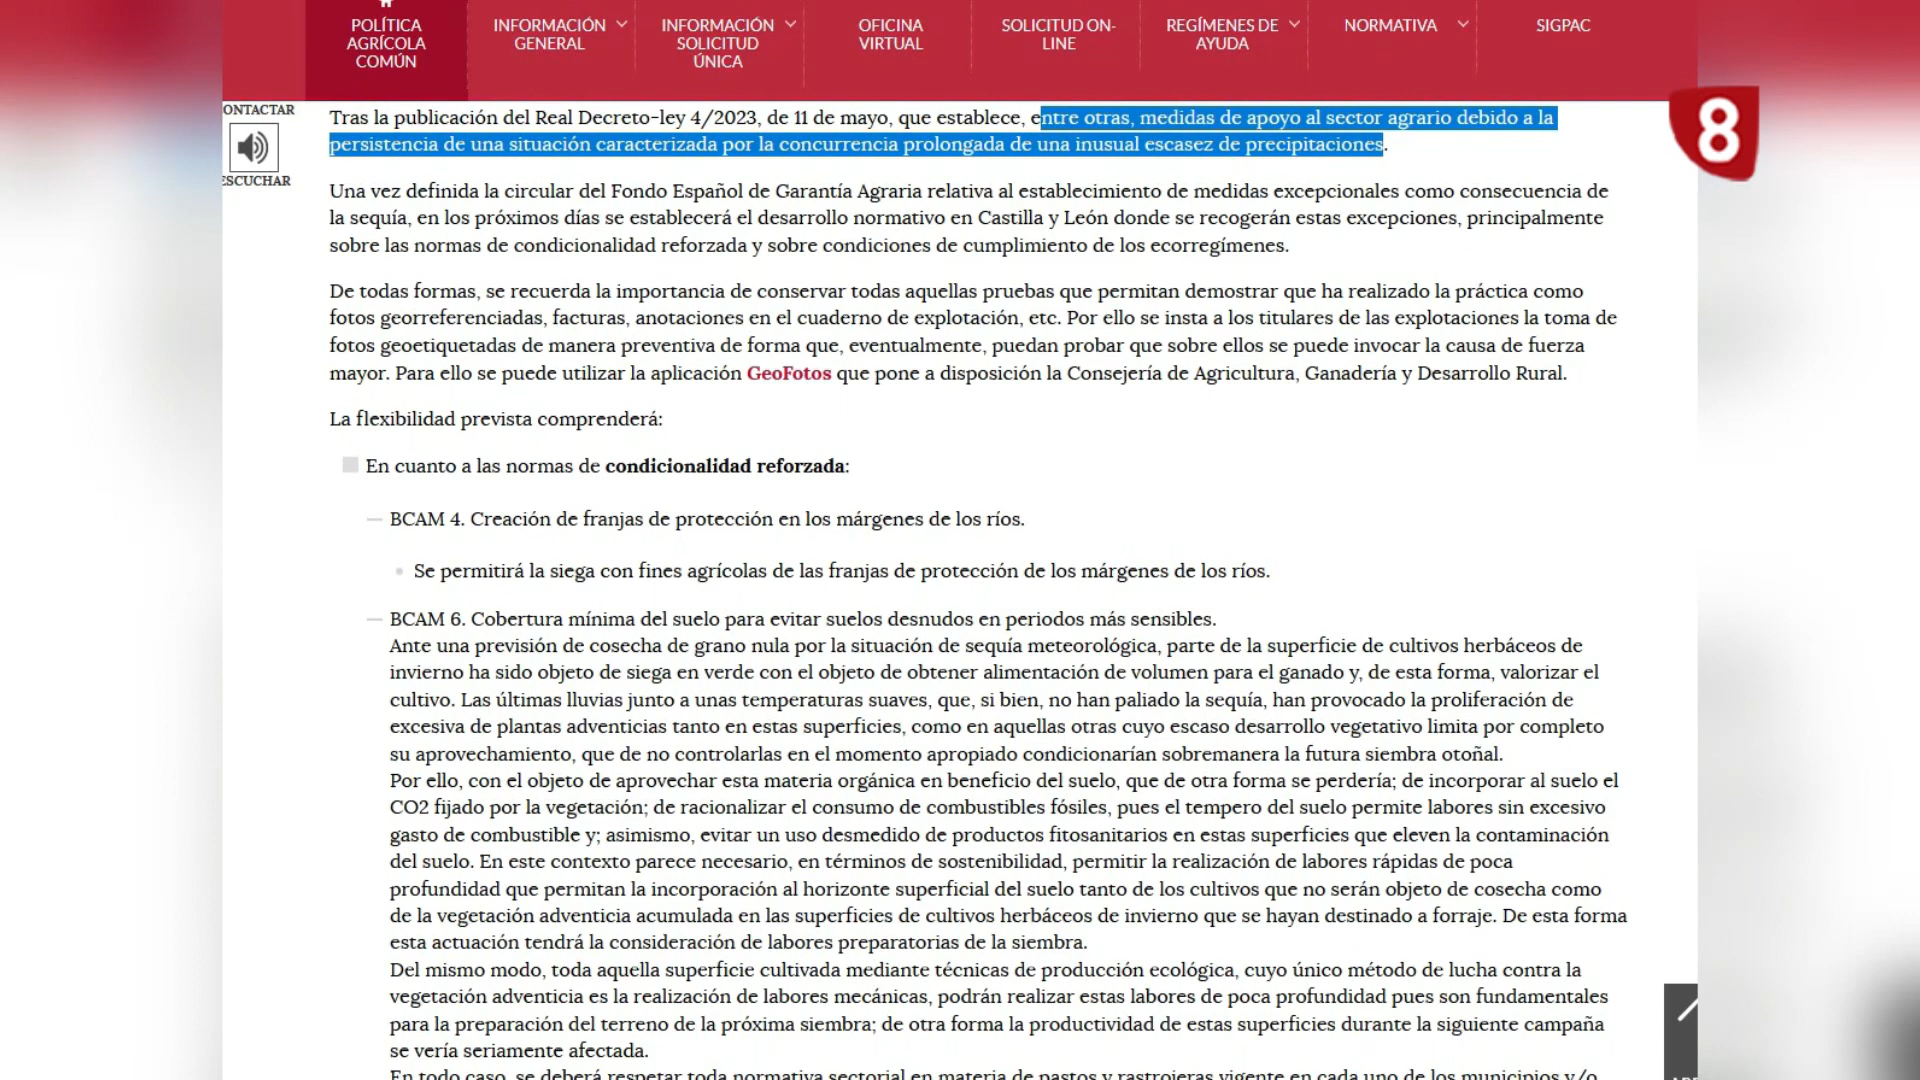 POLÍTICA
AGRÍCOLA
COMÚN
INFORMACIÓN
GENERAL
INFORMACIÓN
SOLICITUD
ÚNICA
OFICINA
VIRTUAL
SOLICITUD ON-
LINE
REGÍMENES DE
AYUDA
NORMATIVA
SIGPAC
ONTACTAR
ESCUCHAR
8
Tras la publicación del Real Decreto-ley 4/2023, de 11 de mayo, que establece, entre otras, medidas de apoyo al sector agrario debido a la
persistencia de una situación caracterizada por la concurrencia prolongada de una inusual escasez de precipitaciones.
Una vez definida la circular del Fondo Español de Garantía Agraria relativa al establecimiento de medidas excepcionales como consecuencia de
la sequía, en los próximos días se establecerá el desarrollo normativo en Castilla y León donde se recogerán estas excepciones, principalmente
sobre las normas de condicionalidad reforzada y sobre condiciones de cumplimiento de los ecorregímenes.
De todas formas, se recuerda la importancia de conservar todas aquellas pruebas que permitan demostrar que ha realizado la práctica como
fotos georreferenciadas, facturas, anotaciones en el cuaderno de explotación, etc. Por ello se insta a los titulares de las explotaciones la toma de
fotos geoetiquetadas de manera preventiva de forma que, eventualmente, puedan probar que sobre ellos se puede invocar la causa de fuerza
mayor. Para ello se puede utilizar la aplicación GeoFotos que pone a disposición la Consejería de Agricultura, Ganadería y Desarrollo Rural.
La flexibilidad prevista comprenderá:
En cuanto a las normas de condicionalidad reforzada:
BCAM 4. Creación de franjas de protección en los márgenes de los ríos.
Se permitirá la siega con fines agrícolas de las franjas de protección de los márgenes de los ríos.
BCAM 6. Cobertura mínima del suelo para evitar suelos desnudos en periodos más sensibles.
Ante una previsión de cosecha de grano nula por la situación de sequía meteorológica, parte de la superficie de cultivos herbáceos de
invierno ha sido objeto de siega en verde con el objeto de obtener alimentación de volumen para el ganado y, de esta forma, valorizar el
cultivo. Las últimas lluvias junto a unas temperaturas suaves, que, si bien, no han paliado la sequía, han provocado la proliferación de
excesiva de plantas adventicias tanto en estas superficies, como en aquellas otras cuyo escaso desarrollo vegetativo limita por completo
su aprovechamiento, que de no controlarlas en el momento apropiado condicionarían sobremanera la futura siembra otoñal.
Por ello, con el objeto de aprovechar esta materia orgánica en beneficio del suelo, que de otra forma se perdería; de incorporar al suelo el
CO2 fijado por la vegetación; de racionalizar el consumo de combustibles fósiles, pues el tempero del suelo permite labores sin excesivo
gasto de combustible y; asimismo, evitar un uso desmedido de productos fitosanitarios en estas superficies que eleven la contaminación
del suelo. En este contexto parece necesario, en términos de sostenibilidad, permitir la realización de labores rápidas de poca
profundidad que permitan la incorporación al horizonte superficial del suelo tanto de los cultivos que no serán objeto de cosecha como
de la vegetación adventicia acumulada en las superficies de cultivos herbáceos de invierno que se hayan destinado a forraje. De esta forma
esta actuación tendrá la consideración de labores preparatorias de la siembra.
Del mismo modo, toda aquella superficie cultivada mediante técnicas de producción ecológica, cuyo único método de lucha contra la
vegetación adventicia es la realización de labores mecánicas, podrán realizar estas labores de poca profundidad pues son fundamentales
para la preparación del terreno de la próxima siembra; de otra forma la productividad de estas superficies durante la siguiente campaña
se vería seriamente afectada.
En todo caso, se deberá respetar toda normativa sectorial en materia de pastos y rastrojeras vigente en cada uno de los municipios y/o